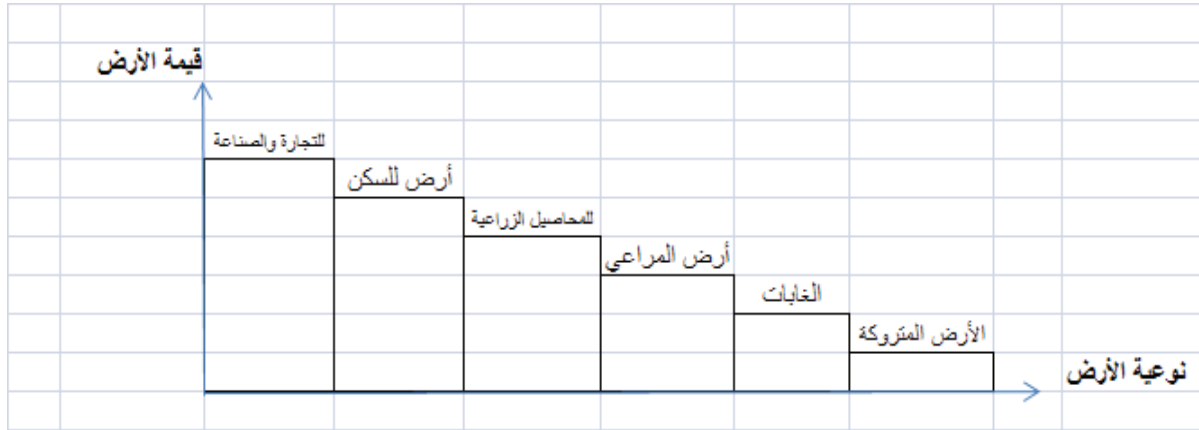 قيمة الأرض
للتجارة والصناعة
أرض للسكن
للمحاصيل الزراعية
أرض المراعي
الغابات
الأرض المتروكة
نوعية الأرض